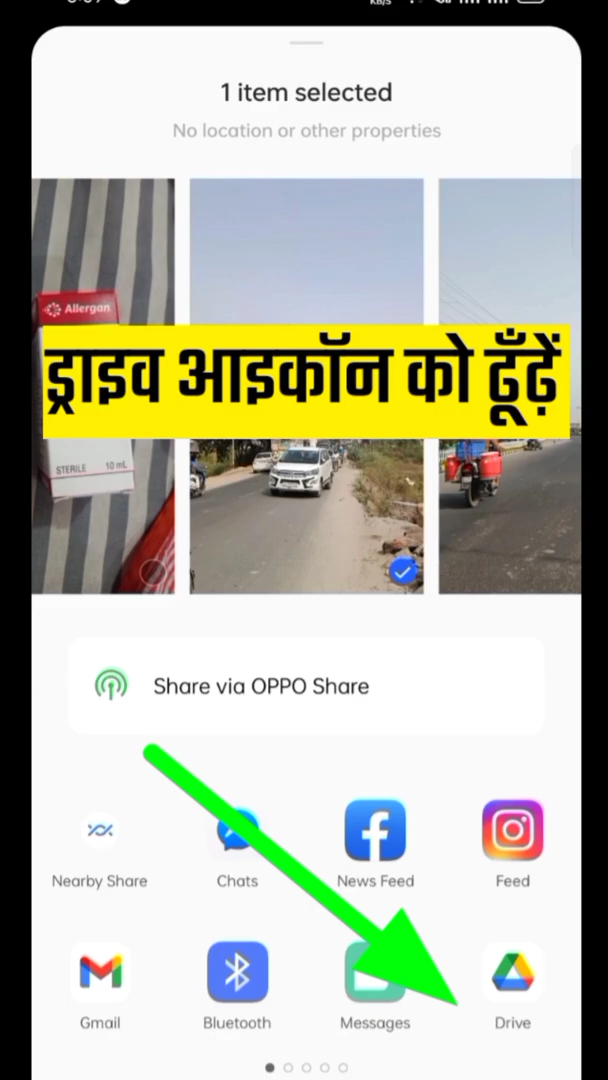 KB/S
1 item selected
No location or other properties
Allergan
ड्राइव आइकॉन को ढूँढ़ें
STERILE 10 mL
Share via OPPO Share
Nearby Share
Chats
News Feed
Feed
Gmail
Bluetooth
Messages
Drive